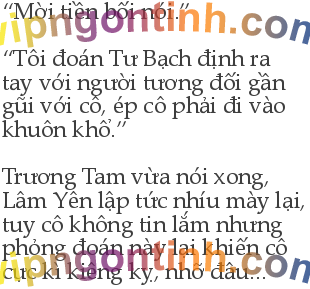 “Mời tiền bối nói.”
vipngontinh.com
“Tôi đoán Tư Bạch định ra
tay với người tương đối gần
gũi với cô, ép cô phải đi vào
khuôn khổ.”
Trương Tam vừa nói xong,
Lâm Yên lập tức nhíu mày lại,
tuy cô không tin lắm nhưng
phỏng đoán này lại khiến cô
vipngontinh.com
cực kì kiêng kỵ, nhỡ đâu...